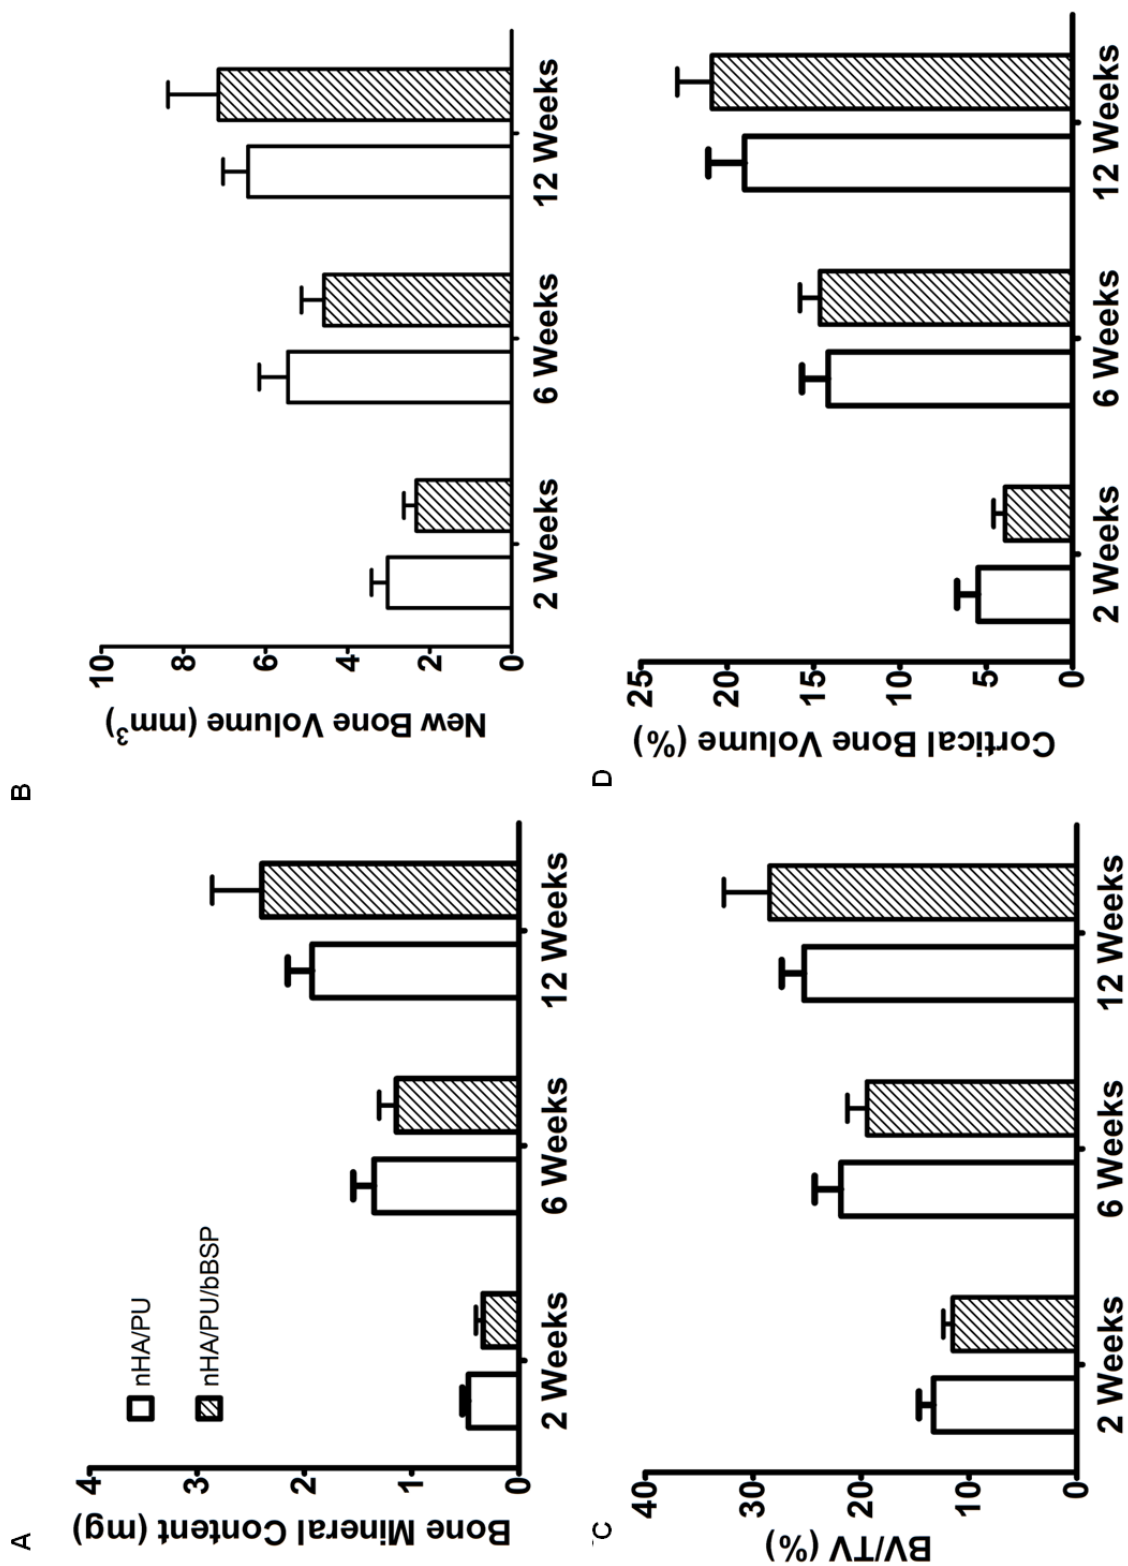 A
Bone Mineral Content (mg)
4
3
2
1
0
nHA/PU
nHA/PU/bBSP
2 Weeks
6 Weeks
12 Weeks
B
New Bone Volume (mm³)
10
8
6
4
2
0
2 Weeks
6 Weeks
12 Weeks
C
BV/TV (%)
40
30
20
10
0
2 Weeks
6 Weeks
12 Weeks
D
Cortical Bone Volume (%)
25
20
15
10
5
0
2 Weeks
6 Weeks
12 Weeks